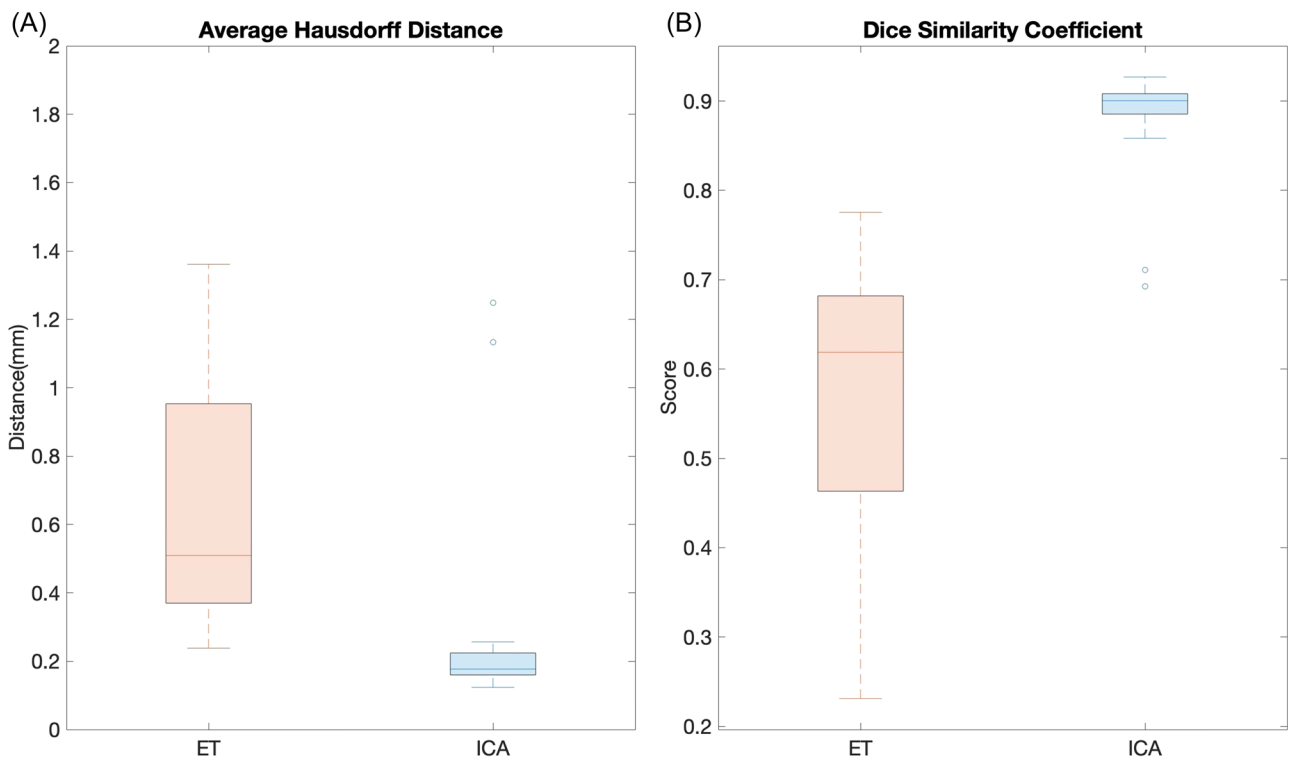 (A)
Average Hausdorff Distance
2
1.8
1.6
1.4
1.2
1
0.8
0.6
0.4
0.2
0
Distance(mm)
ET
ICA
(B)
Dice Similarity Coefficient
0.9
0.8
0.7
0.6
0.5
0.4
0.3
0.2
Score
ET
ICA